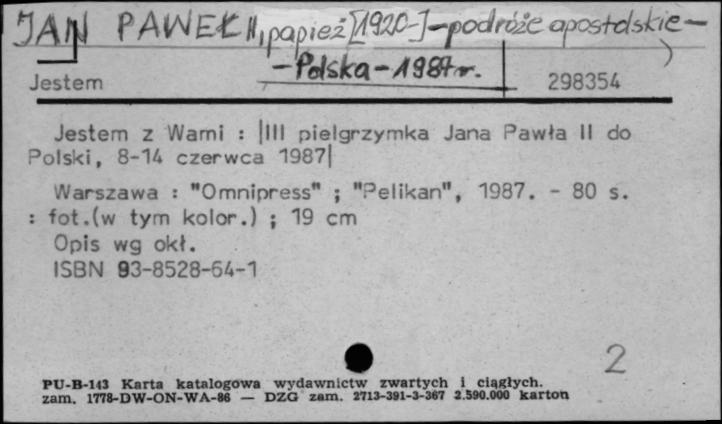 JAN PAWEŁ II, papież [1920-] - podróże apostolskie -
- Polska - 1987 r.
Jestem 298354
Jestem z Wami : |III pielgrzymka Jana Pawła II do
Polski, 8-14 czerwca 1987|
Warszawa : "Omnipress" ; "Pelikan", 1987. - 80 s.
: fot.(w tym kolor.) ; 19 cm
Opis wg okł.
ISBN 93-8528-64-1
2
PU-B-143 Karta katalogowa wydawnictw zwartych i ciągłych.
zam. 1778-DW-ON-WA-86 — DZG zam. 2713-391-3-367 2.590.000 karton